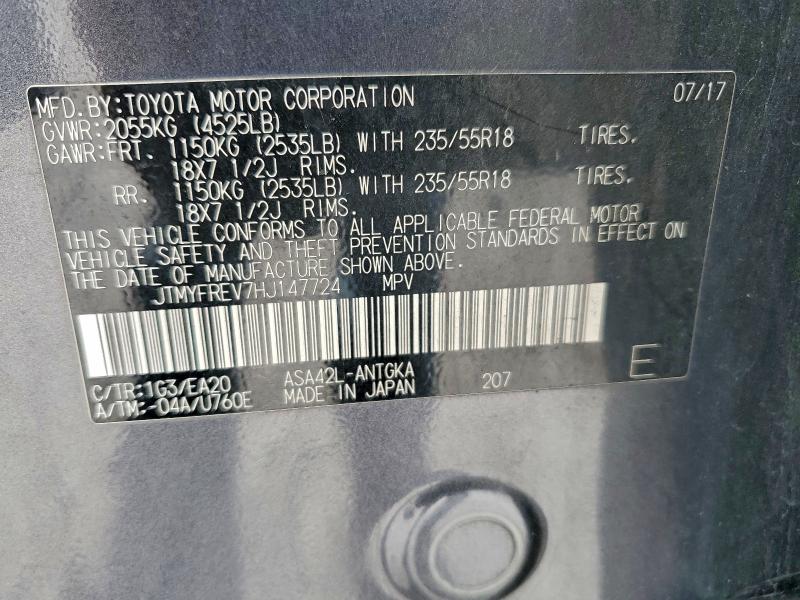 MFD. BY:TOYOTA MOTOR CORPORATION 07/17
GVWR:2055KG (4525LB)
GAWR:FRT. 1150KG (2535LB) WITH 235/55R18 TIRES.
18X7 1/2J RIMS.
RR. 1150KG (2535LB) WITH 235/55R18 TIRES.
18X7 1/2J RIMS.
THIS VEHICLE CONFORMS TO ALL APPLICABLE FEDERAL MOTOR
VEHICLE SAFETY AND THEFT PREVENTION STANDARDS IN EFFECT ON
THE DATE OF MANUFACTURE SHOWN ABOVE.
JTMYFREV7HJ147724 MPV
C/TR:1G3/EA20 ASA42L-ANTGKA 207 E
A/TM:-04A/U760E MADE IN JAPAN